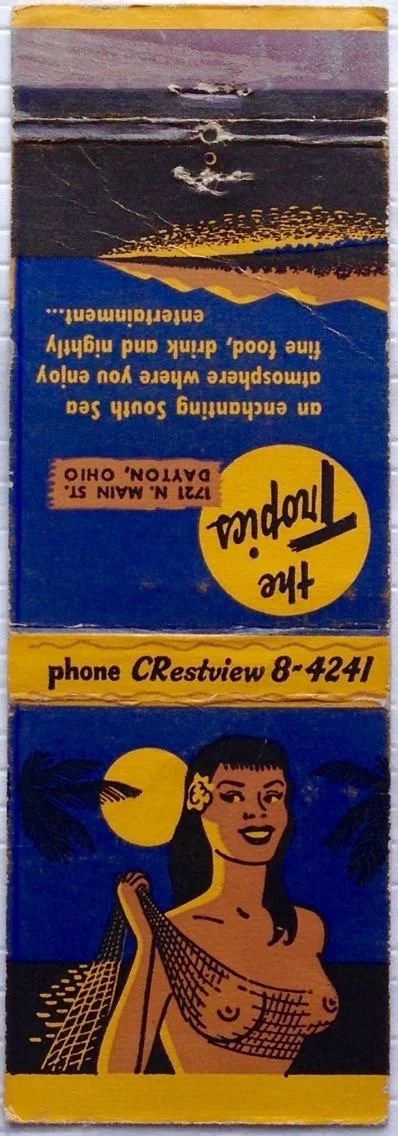 the
Tropics
1721 N. MAIN ST.
DAYTON, OHIO
an enchanting South Sea
atmosphere where you enjoy
fine food, drink and nightly
entertainment...
phone CRestview 8-4241